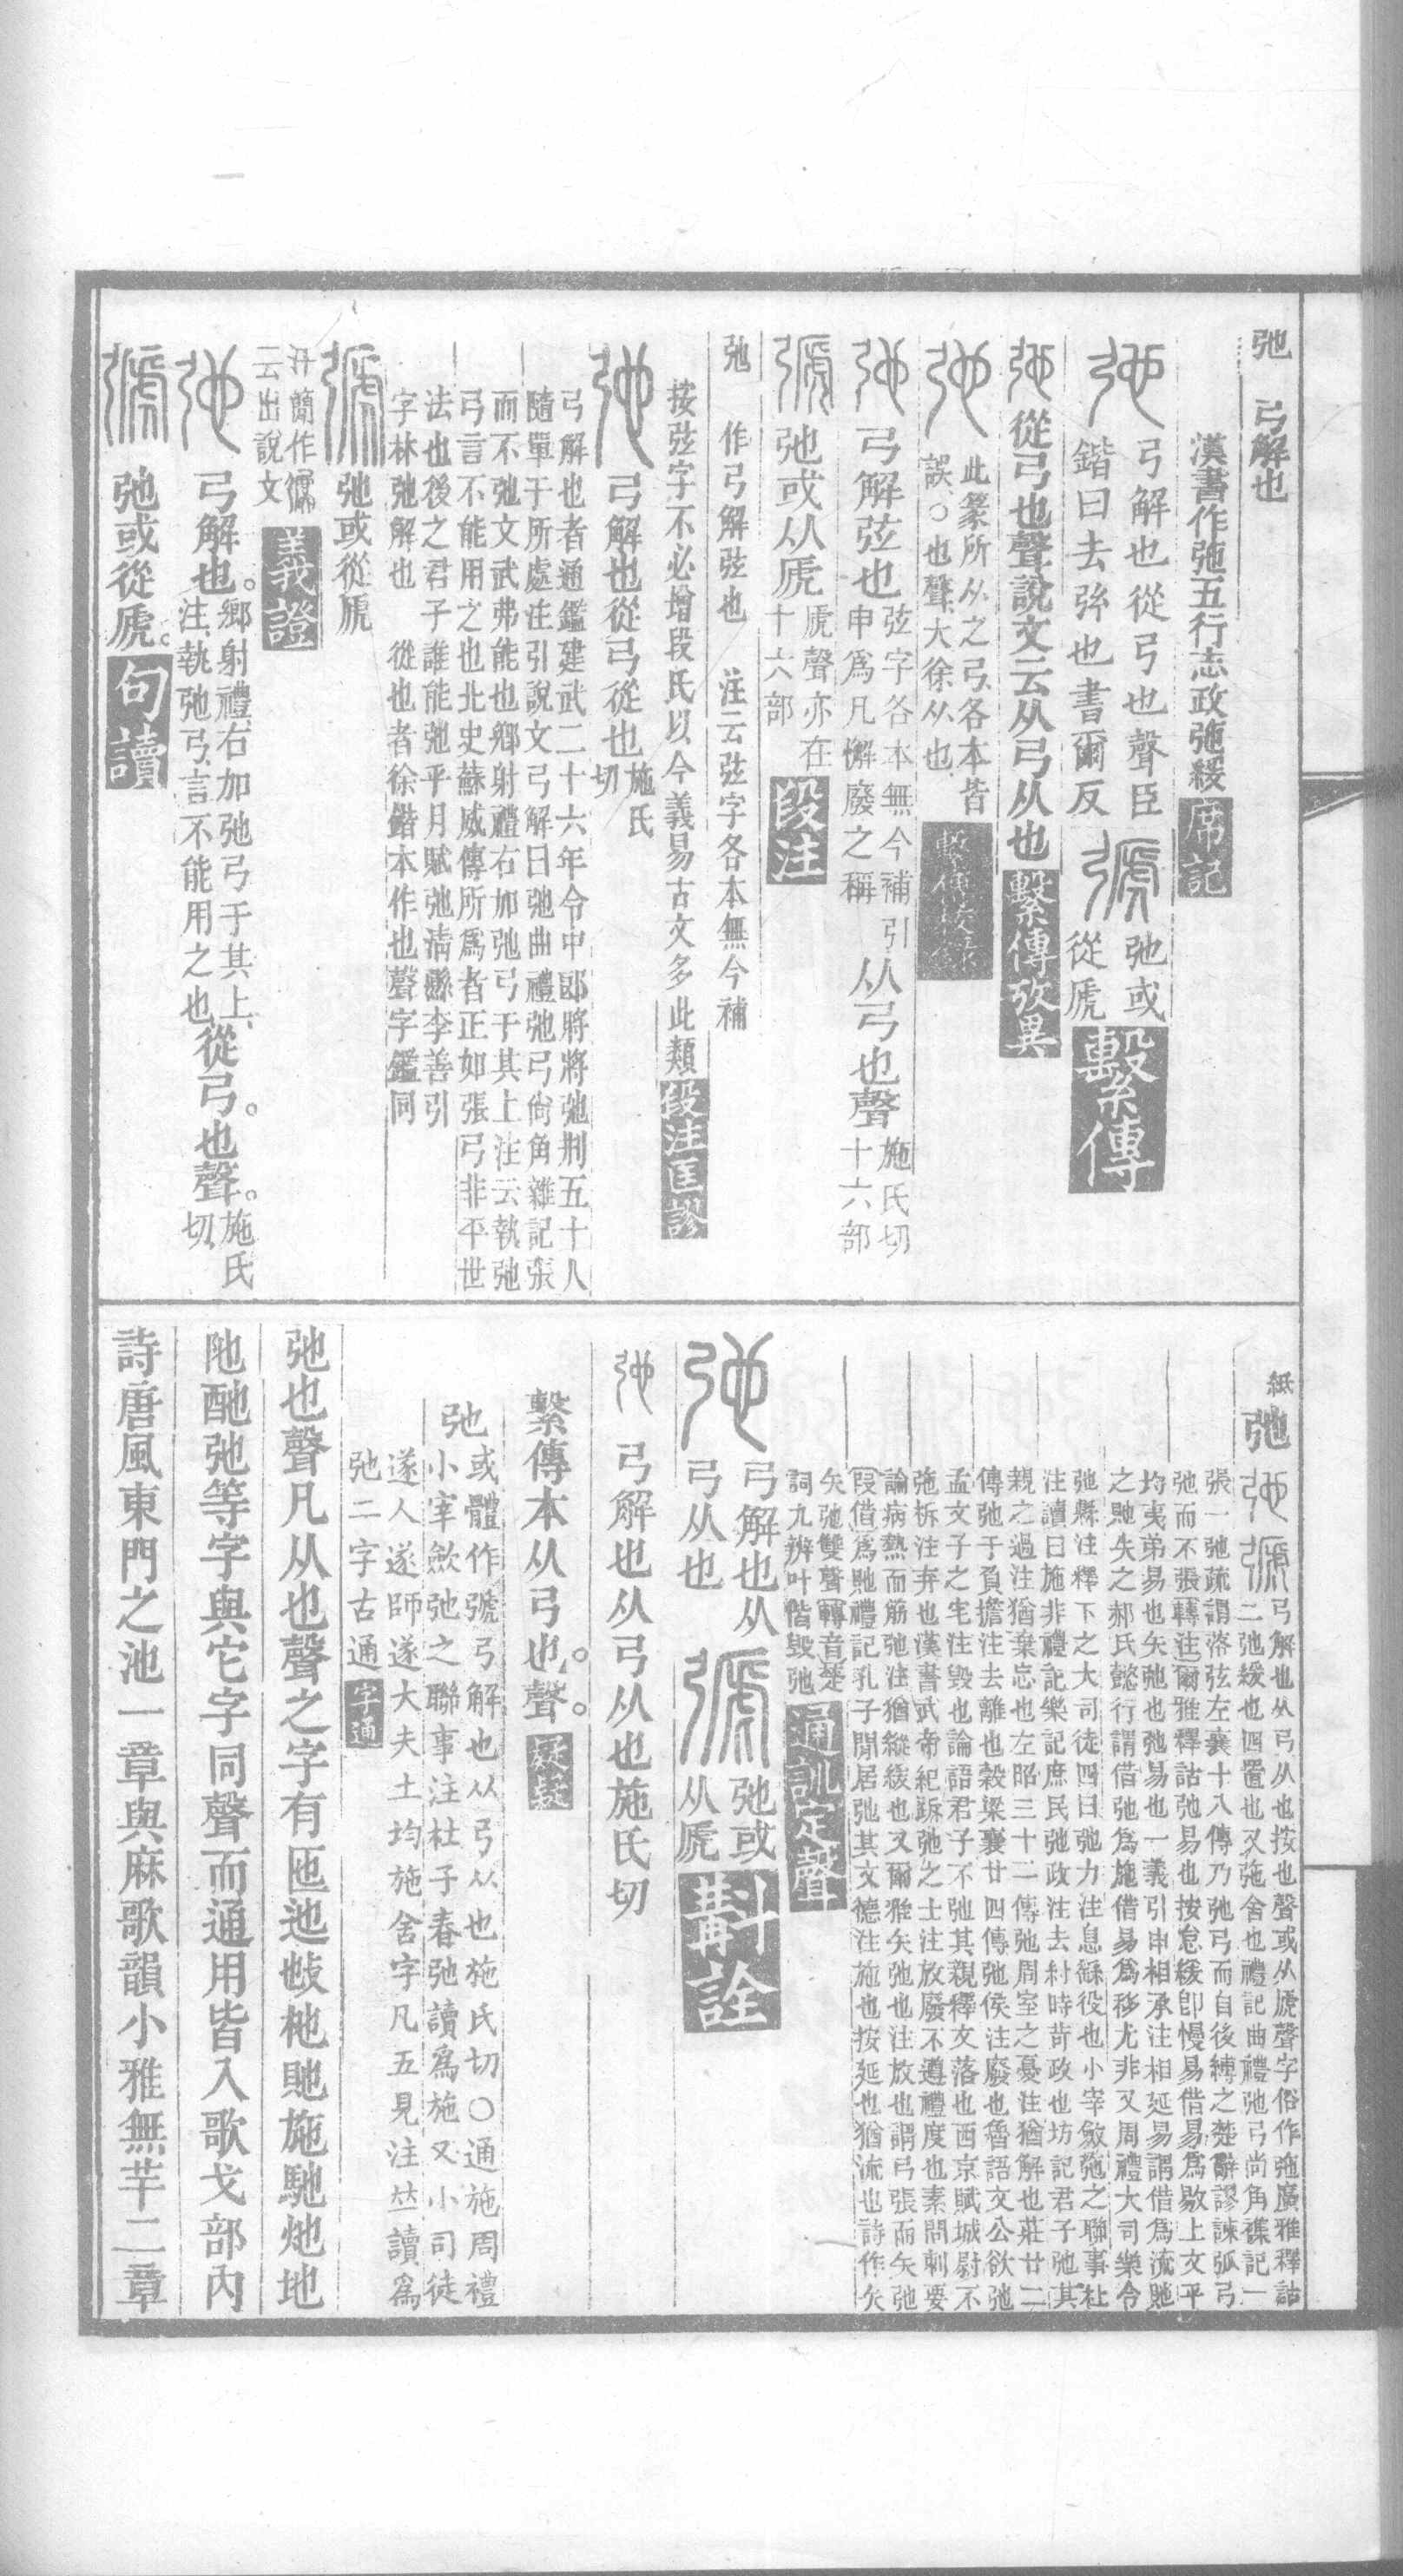 弛　弓解也
漢書作弛五行志政弛緩席記
弓解也從弓也聲臣
鍇曰去弛也書爾反
弛或
從虒
繫傳
從弓也聲說文云从弓从也繫傳攷異
此篆所从之弓各本皆
誤○也聲大徐从也
弓解弦也
弦字各本無今補引
申爲凡懈廢之稱
从弓也聲
施氏切
十六部
弛或从虒
虒聲亦在
十六部
段注
弛　作弓解弦也　注云弦字各本無今補
按弦字不必增段氏以今義易古文多此類段注匡謬
弓解也從弓從也
施氏
切
弓解也者通鑑建武二十六年令中郎將將弛刑五十人
隨單于所處注引說文弓解曰弛曲禮弛弓尙角雜記張
而不弛文武弗能也鄉射禮右加弛弓于其上注云執弛
弓言不能用之也北史蘇威傳所爲者正如張弓非平世
法也後之君子誰能弛乎月賦弛淸縣李善引
字林弛解也　從也者徐鍇本作也聲字鑑同
弛或從虒
云出說文
義證
弓解也。
鄉射禮右加弛弓于其上
注執弛弓言不能用之也
從弓。也聲。
施氏
切
弛或從虒。
句讀
紙
弛
弓解也从弓从也按也聲或从虒聲字俗作㢮廣雅釋詁
二弛緩也四置也又㢮舍也禮記曲禮弛弓尙角襍記一
張一弛疏謂落弦左襄十八傳乃弛弓而自後縛之楚辭謬諫弧弓
弛而不張轉注爾雅釋詁弛易也按怠緩卽慢易借易爲敡上文平
均夷弟易也矢弛也弛易也一義引申相承注相延易謂借爲流貤
之貤失之郝氏懿行謂借弛爲施借易爲移尤非又周禮大司樂令
弛縣注釋下之大司徒四曰弛力注息繇役也小宰斂弛之聯事杜
注讀曰施非禮記樂記庶民弛政注去紂時苛政也坊記君子弛其
親之過注猶棄忘也左昭三十二傳弛周室之憂注猶解也莊廿二
傳弛于負擔注去離也穀梁襄廿四傳弛侯注廢也魯語文公欲弛
孟文子之宅注毀也論語君子不弛其親釋文落也西京賦城尉不
弛柝注弃也漢書武帝紀跅弛之士注放廢不遵禮度也素問刺要
論病熱而筋弛注猶縱緩也又爾雅矢弛也注放也謂弓張而矢弛
叚借爲貤禮記孔子閒居弛其文德注施也按延也猶流也詩作矢
矢弛雙聲轉音楚
詞九辨叶偕毀弛
通訓定聲
弓解也从
弓从也
弛或
从虒
斠詮
弓解也从弓从也施氏切
繫傳本从弓。也聲。
弛
或體作號弓解也从弓从也施氏切○通施周禮
小宰斂弛之聯事注杜子春弛讀爲施又小司徒
遂人遂師遂大夫土均施舍字凡五見注竝讀爲
弛二字古通
字通
弛也聲凡从也聲之字有匜池㢮杝貤施馳灺地
阤酏弛等字與它字同聲而通用皆入歌戈部內
詩唐風東門之池一章與麻歌韻小雅無芊二章